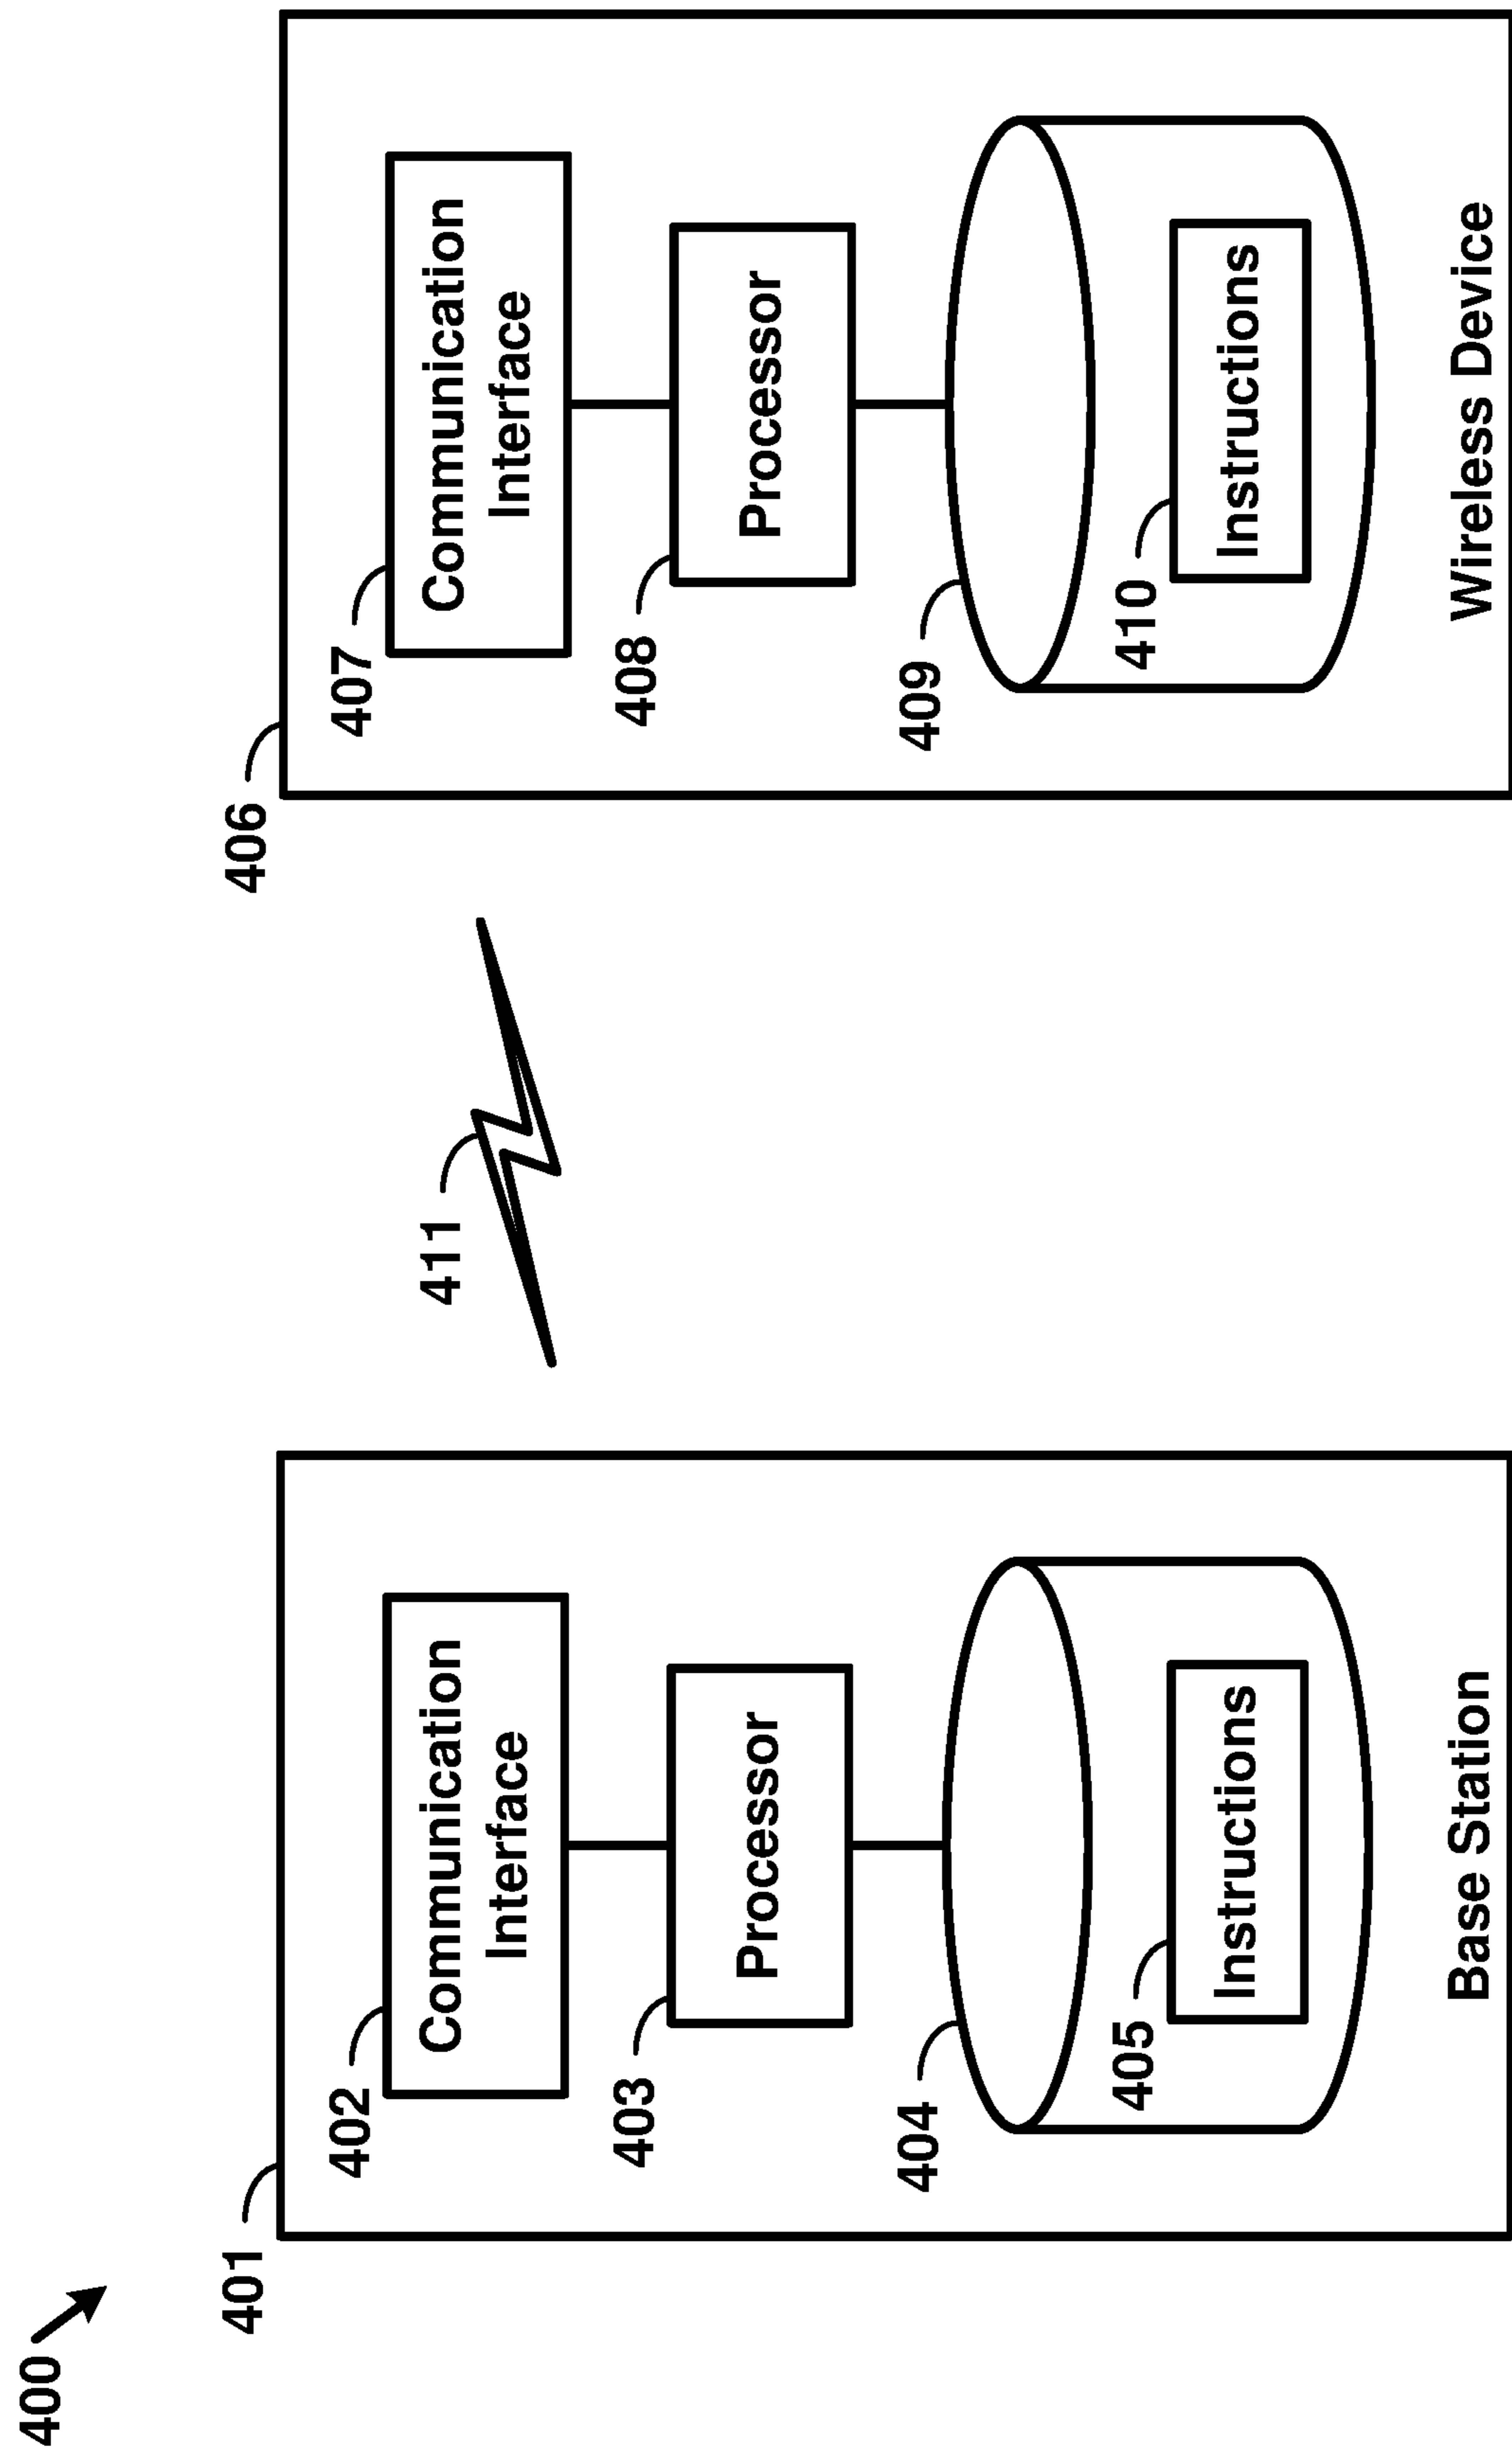 400
401
402
Communication
Interface
403
Processor
404
405
Instructions
Base Station
411
406
407
Communication
Interface
408
Processor
409
410
Instructions
Wireless Device